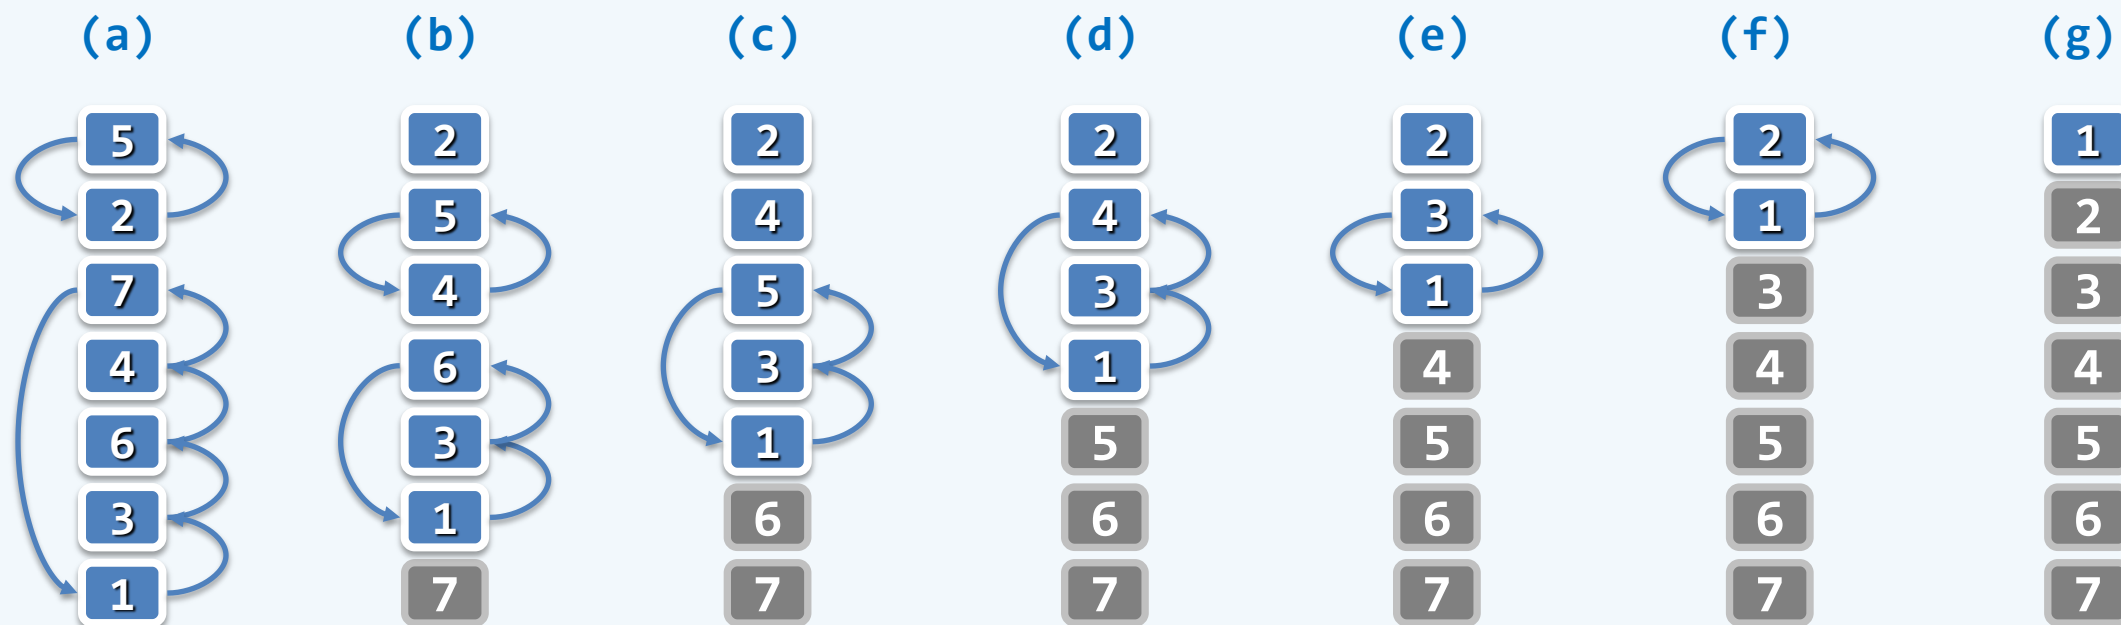 (a) (b) (c) (d) (e) (f) (g)
5 2 2 2 2 2 1
2 5 4 4 3 1 2
7 4 5 3 1 3 3
4 6 3 1 4 4 4
6 3 1 5 5 5 5
3 1 6 6 6 6 6
1 7 7 7 7 7 7